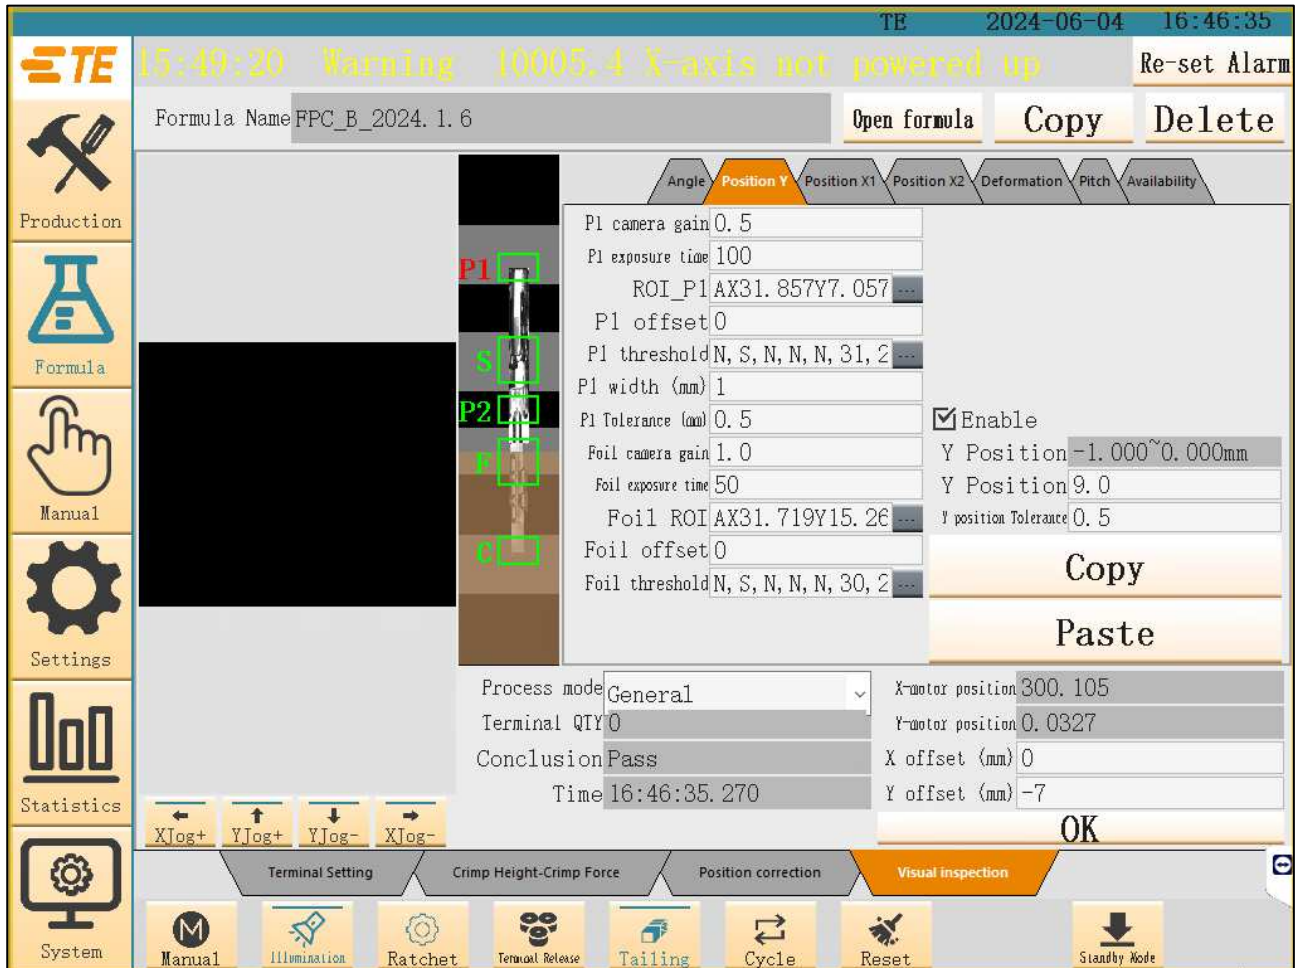 TE 2024-06-04 16:46:35
TE 15:49:20 Warning 10005.4 X-axis not powered up Re-set Alarm
Formula Name FPC_B_2024.1.6 Open formula Copy Delete
Production
Formula
Manual
Settings
Statistics
System
P1
S
P2
F
C
Angle Position Y Position X1 Position X2 Deformation Pitch Availability
P1 camera gain 0.5
P1 exposure time 100
ROI_P1 AX31.857Y7.057 ...
P1 offset 0
P1 threshold N,S,N,N,N,31,2 ...
P1 width (mm) 1
P1 Tolerance (mm) 0.5
Foil camera gain 1.0
Foil exposure time 50
Foil ROI AX31.719Y15.26 ...
Foil offset 0
Foil threshold N,S,N,N,N,30,2 ...
Enable
Y Position -1.000~0.000mm
Y Position 9.0
Y position Tolerance 0.5
Copy
Paste
Process mode General
Terminal QTY 0
Conclusion Pass
Time 16:46:35.270
X-motor position 300.105
Y-motor position 0.0327
X offset (mm) 0
Y offset (mm) -7
OK
XJog+ YJog+ YJog- XJog-
Terminal Setting Crimp Height-Crimp Force Position correction Visual inspection
M
Manual Illumination Ratchet Terminal Release Tailing Cycle Reset Standby Mode